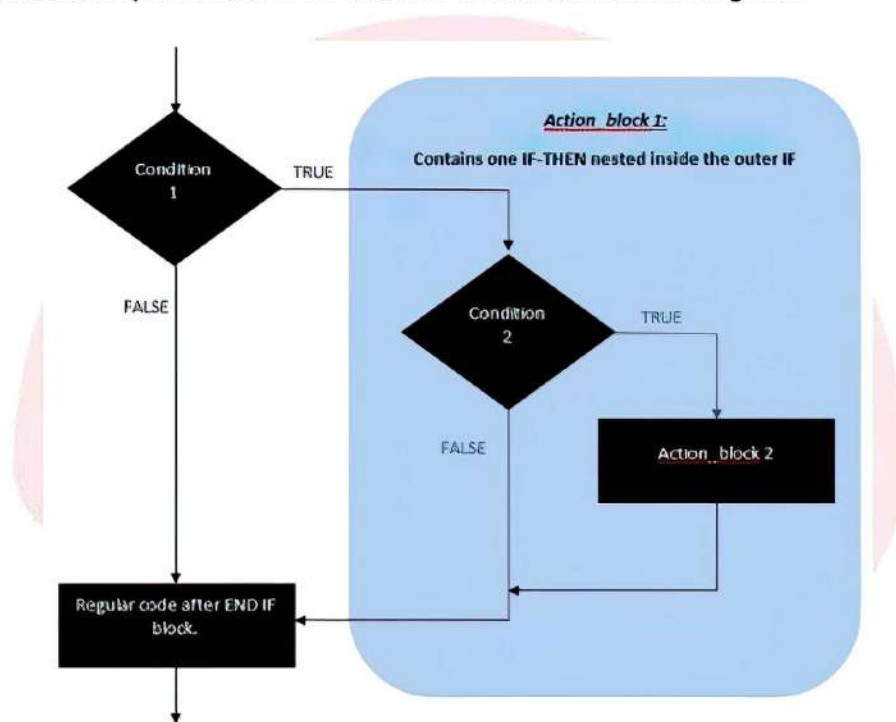 Action_block 1:
Contains one IF-THEN nested inside the outer IF
Condition
1
TRUE
FALSE
Condition
2
TRUE
FALSE
Action_block 2
Regular code after END IF
block.